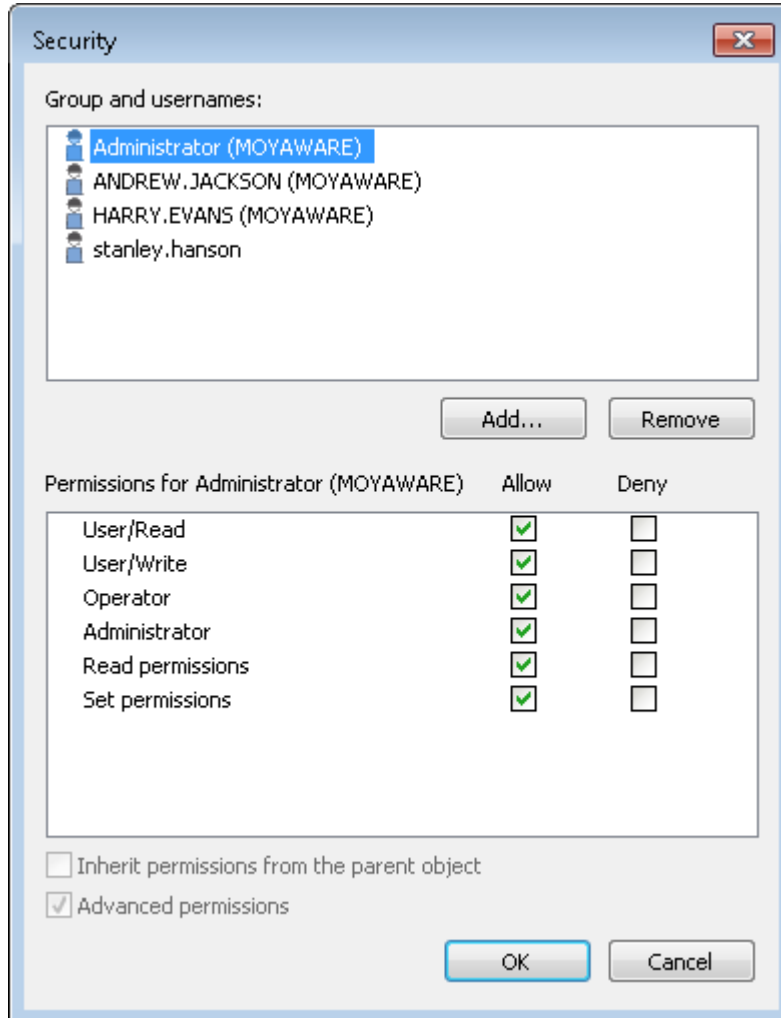 Security
Group and usernames:
Administrator (MOYAWARE)
ANDREW.JACKSON (MOYAWARE)
HARRY.EVANS (MOYAWARE)
stanley.hanson
Add... Remove
Permissions for Administrator (MOYAWARE) Allow Deny
User/Read
User/Write
Operator
Administrator
Read permissions
Set permissions
Inherit permissions from the parent object
Advanced permissions
OK Cancel